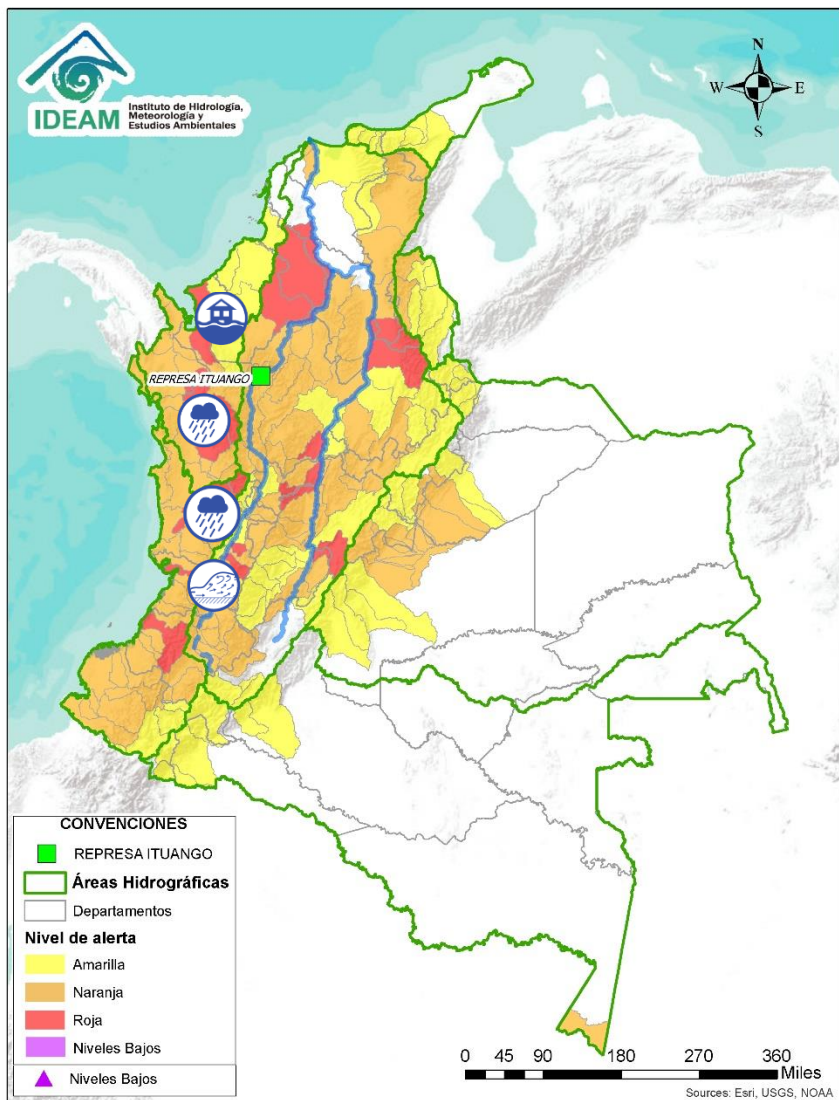 IDEAM
Instituto de Hidrología,
Meteorología y
Estudios Ambientales
N
W E
S
REPRESA ITUANGO
CONVENCIONES
REPRESA ITUANGO
Áreas Hidrográficas
Departamentos
Nivel de alerta
Amarilla
Naranja
Roja
Niveles Bajos
Niveles Bajos
0 45 90 180 270 360
Miles
Sources: Esri, USGS, NOAA